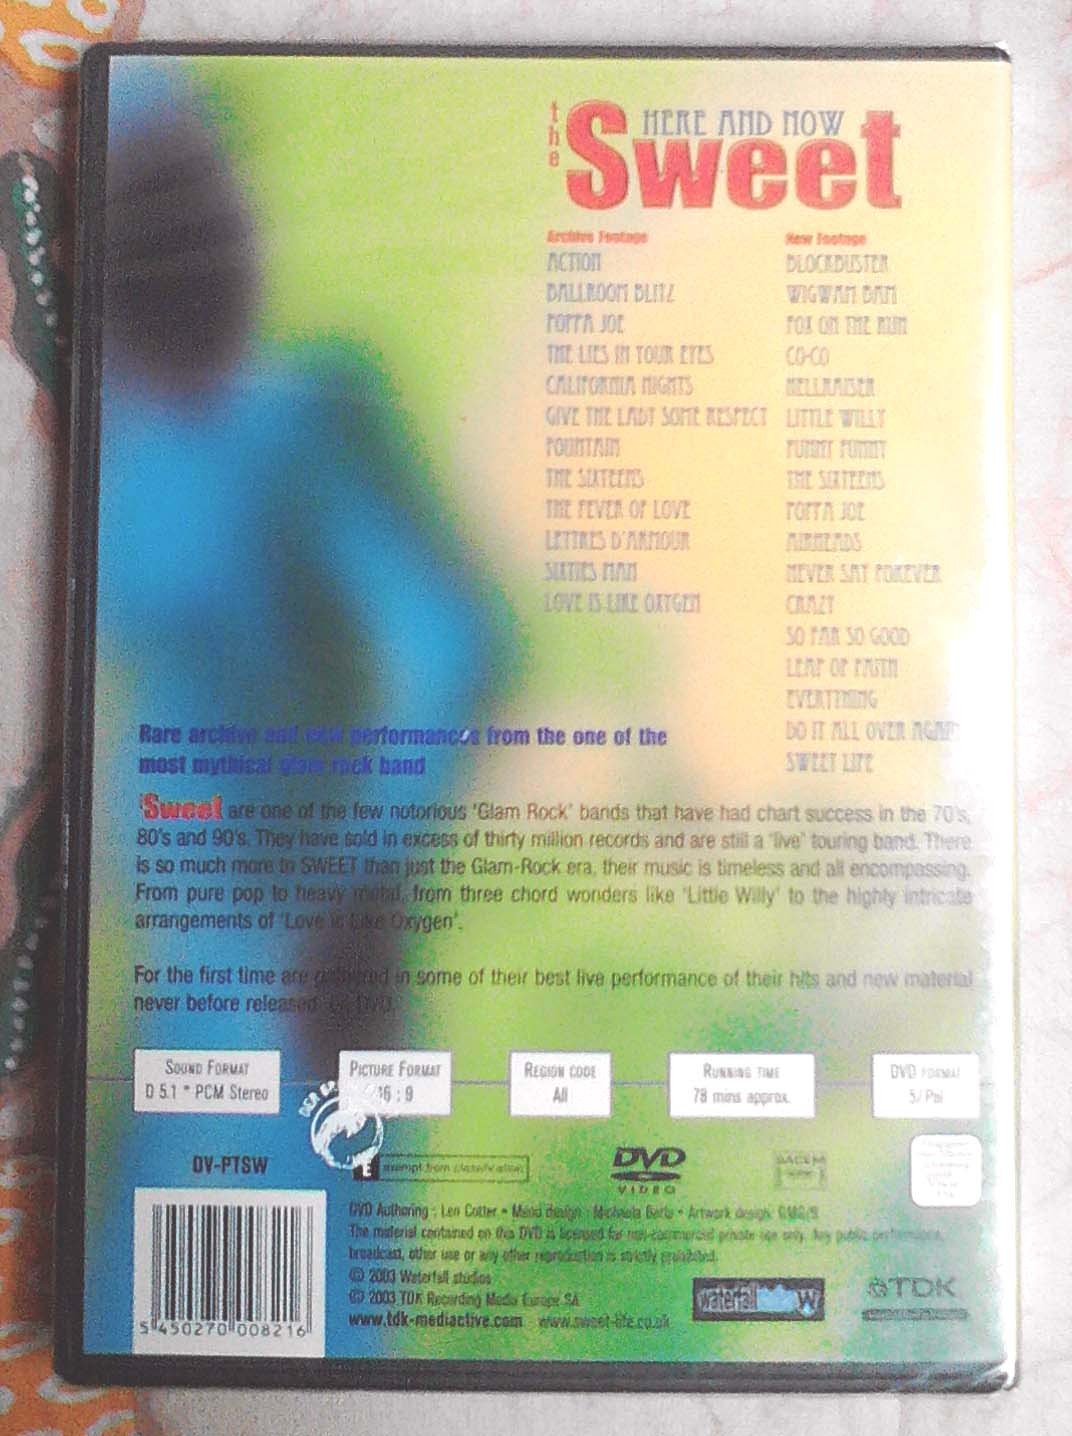 the
HERE AND NOW
Sweet
Archive Footage
ACTION
BALLROOM BLITZ
POPPA JOE
THE LIES IN YOUR EYES
CALIFORNIA NIGHTS
GIVE THE LADY SOME RESPECT
FOUNTAIN
THE SIXTEENS
THE FEVER OF LOVE
LETTRES D'ARMOUR
SIXTIES MAN
LOVE IS LIKE OXYGEN
New Footage
BLOCKBUSTER
WIGWAM BAM
FOX ON THE RUN
CO-CO
HELLRAISER
LITTLE WILLY
FUNNY FUNNY
THE SIXTEENS
POPPA JOE
AIRHEADS
NEVER SAY FOREVER
CRAZY
SO FAR SO GOOD
LEAP OF FAITH
EVERYTHING
DO IT ALL OVER AGAIN
SWEET LIFE
Rare archive and new performances from the one of the
most mythical glam rock band
Sweet are one of the few notorious 'Glam Rock' bands that have had chart success in the 70's,
80's and 90's. They have sold in excess of thirty million records and are still a 'live' touring band. There
is so much more to SWEET than just the Glam-Rock era, their music is timeless and all encompassing.
From pure pop to heavy metal, from three chord wonders like 'Little Willy' to the highly intricate
arrangements of 'Love is Like Oxygen'.
For the first time are gathered in some of their best live performance of their hits and new material
never before released on DVD.
SOUND FORMAT
D 5.1 * PCM Stereo
PICTURE FORMAT
16 : 9
REGION CODE
All
RUNNING TIME
78 mins approx.
DVD FORMAT
5/ Pal
DV-PTSW
E exempt from classification
DVD
VIDEO
SACEM
DVD Authoring : Len Cotter • Menu design : Michaela • Artwork design:
The material contained on this DVD is licensed for non-commercial private use only. Any public performance,
broadcast, other use or any other reproduction is strictly prohibited.
© 2003 Waterfall studios
2003 TDK Recording Media Europe SA
www.tdk-mediactive.com www.sweet-life.co.uk
5 450270 008216
waterfall W
TDK